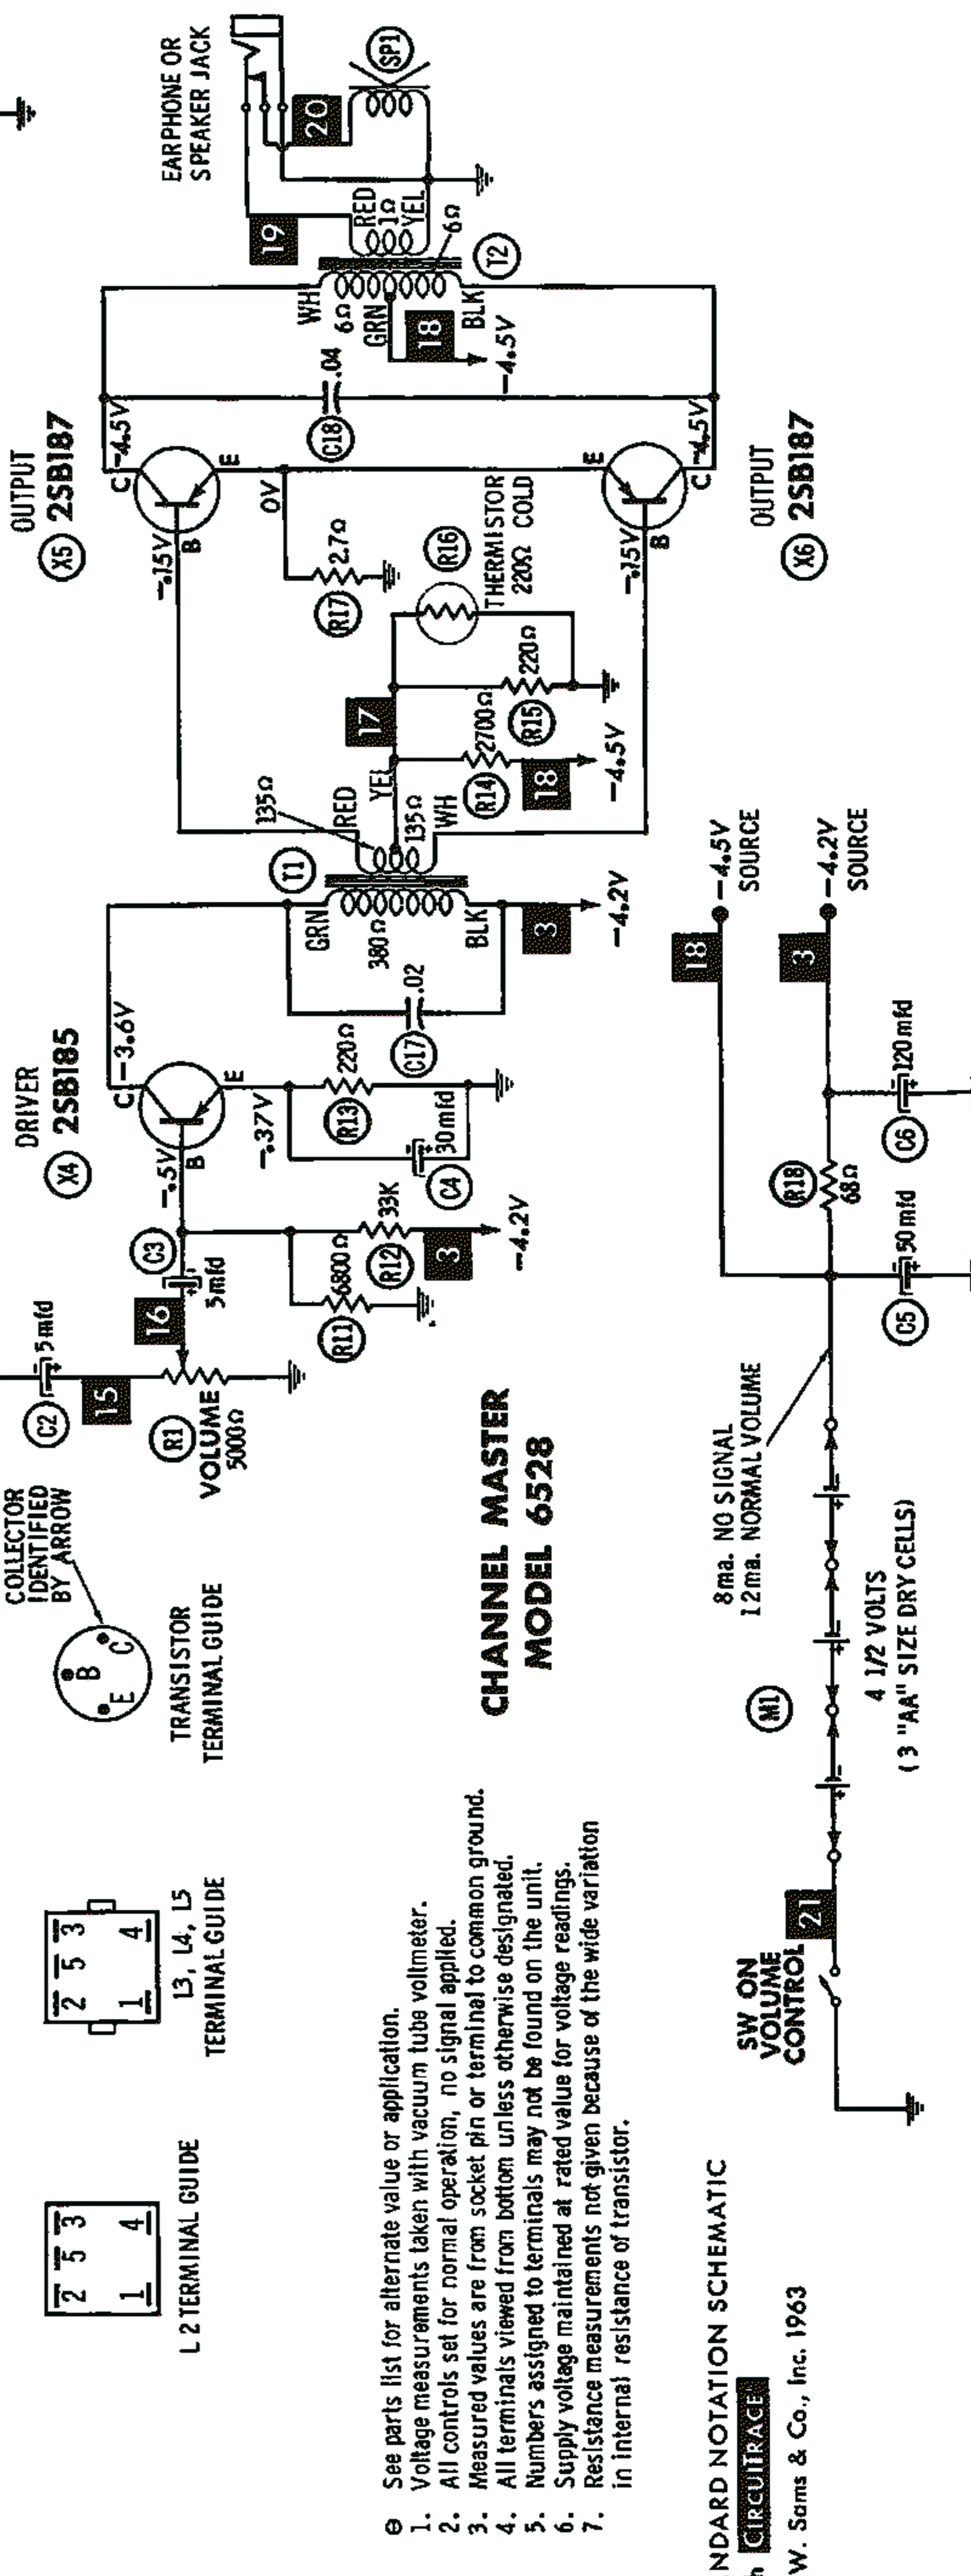 EARPHONE OR
SPEAKER JACK
19
20
SP1
RED
1Ω
YEL
6Ω
T2
WH
6Ω
GRN
18
BLK
-4.5V
OUTPUT
X5 2SB187
C
-4.5V
E
B
-.15V
C18
.04
0V
R17
2.7Ω
R16
THERMISTOR
220Ω COLD
17
R15
220Ω
R14
2700Ω
18
-4.5V
E
C
-4.5V
B
-.15V
OUTPUT
X6 2SB187
135Ω
RED
YEL
135Ω
WH
T1
GRN
380Ω
BLK
3
-4.2V
C17
.02
DRIVER
X4 2SB185
C
-3.6V
E
B
-.5V
-.37V
R13
220Ω
C4
30mfd
C3
5mfd
16
R12
33K
3
-4.2V
R11
6800Ω
C2
5mfd
15
R1
VOLUME
5000Ω
18
-4.5V
SOURCE
3
-4.2V
SOURCE
R18
68Ω
C6
120mfd
C5
50mfd
8ma. NO SIGNAL
12ma. NORMAL VOLUME
M1
4 1/2 VOLTS
(3 "AA" SIZE DRY CELLS)
21
SW ON
VOLUME
CONTROL
CHANNEL MASTER
MODEL 6528
COLLECTOR
IDENTIFIED
BY ARROW
B
E
C
TRANSISTOR
TERMINAL GUIDE
2 5 3
1 4
L3, L4, L5
TERMINAL GUIDE
2 5 3
1 4
L2 TERMINAL GUIDE
⊖ See parts list for alternate value or application.
1. Voltage measurements taken with vacuum tube voltmeter.
2. All controls set for normal operation, no signal applied.
3. Measured values are from socket pin or terminal to common ground.
4. All terminals viewed from bottom unless otherwise designated.
5. Numbers assigned to terminals may not be found on the unit.
6. Supply voltage maintained at rated value for voltage readings.
7. Resistance measurements not given because of the wide variation
in internal resistance of transistor.
NDARD NOTATION SCHEMATIC
CIRCUITRACE
W. Sams & Co., Inc. 1963